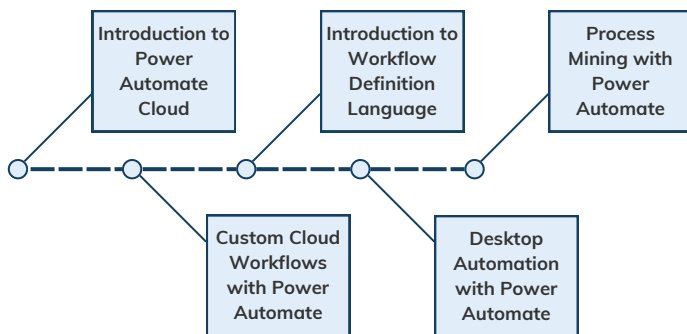 Introduction to
Power
Automate
Cloud
Custom Cloud
Workflows
with Power
Automate
Introduction to
Workflow
Definition
Language
Desktop
Automation
with Power
Automate
Process
Mining with
Power
Automate